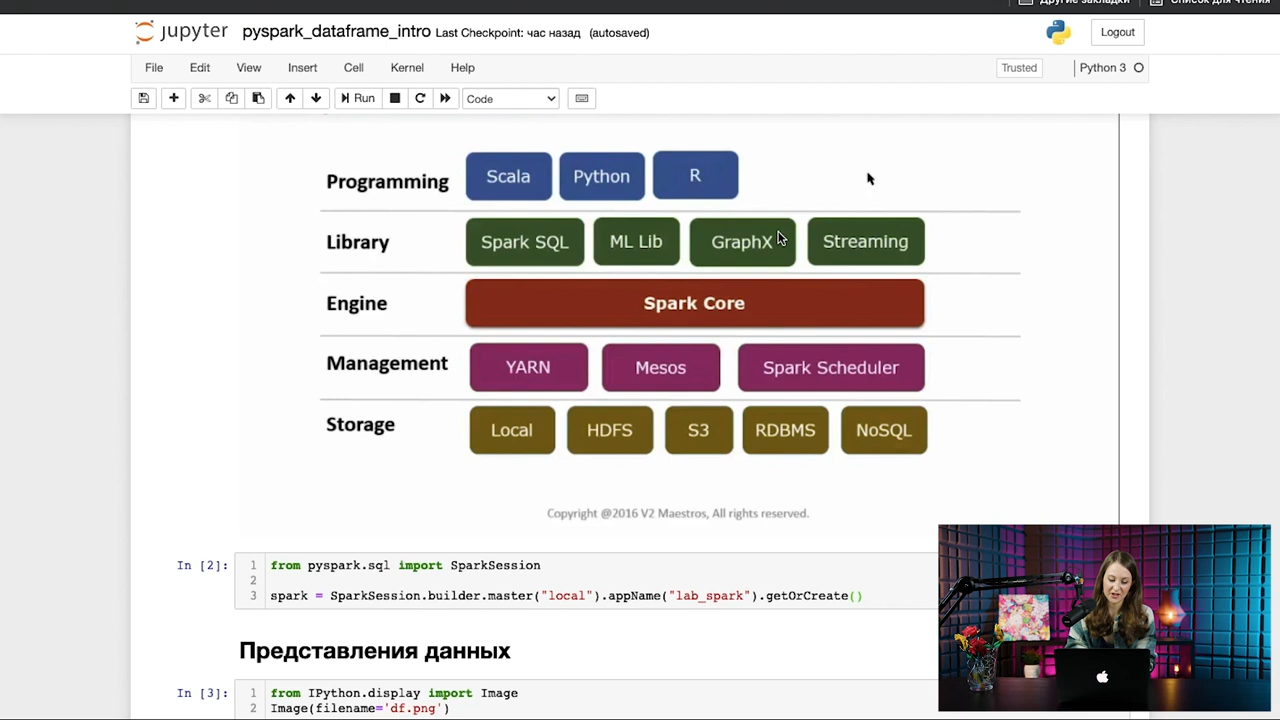 Другие закладки Список для чтения
jupyter pyspark_dataframe_intro Last Checkpoint: час назад (autosaved) Logout
File Edit View Insert Cell Kernel Help Trusted Python 3
Run Code
Programming Scala Python R
Library Spark SQL ML Lib GraphX Streaming
Engine Spark Core
Management YARN Mesos Spark Scheduler
Storage Local HDFS S3 RDBMS NoSQL
Copyright @2016 V2 Maestros, All rights reserved.
In [2]: 1 from pyspark.sql import SparkSession
2
3 spark = SparkSession.builder.master("local").appName("lab_spark").getOrCreate()
Представления данных
In [3]: 1 from IPython.display import Image
2 Image(filename='df.png')